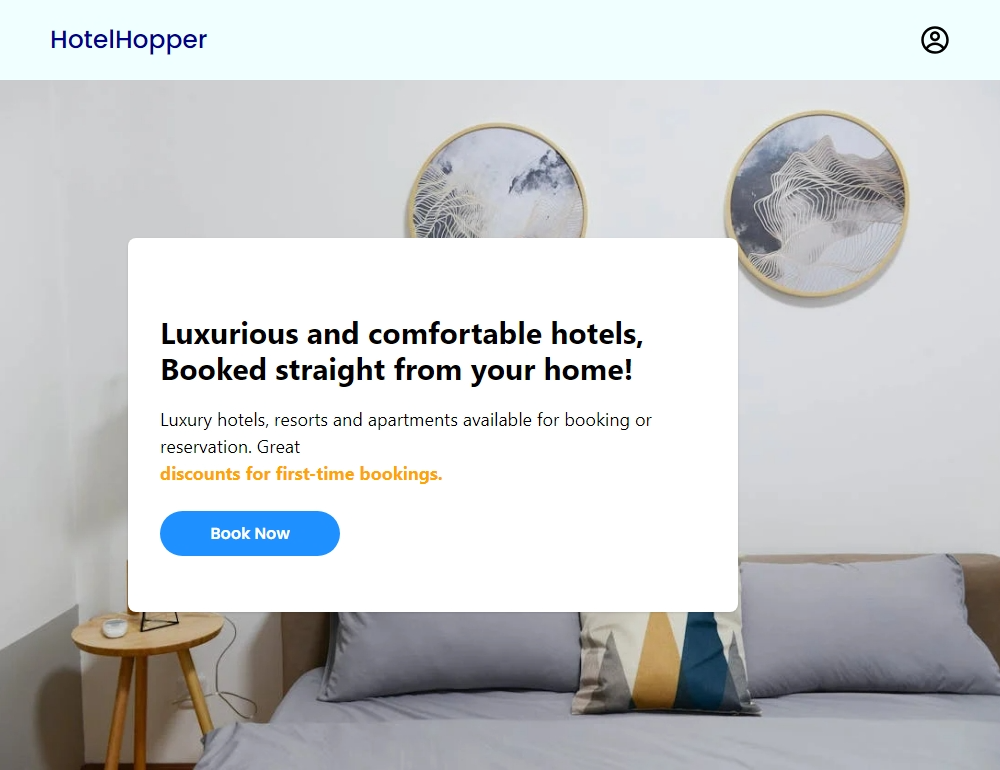 HotelHopper
Luxurious and comfortable hotels,
Booked straight from your home!
Luxury hotels, resorts and apartments available for booking or
reservation. Great
discounts for first-time bookings.
Book Now